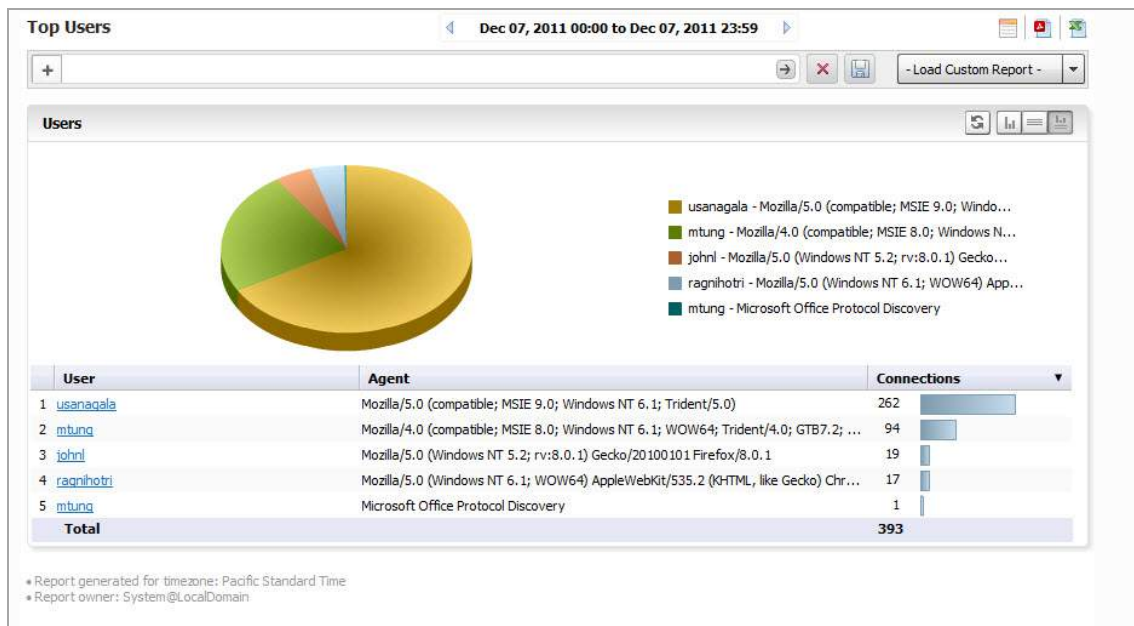 Top Users
Dec 07, 2011 00:00 to Dec 07, 2011 23:59
- Load Custom Report -
Users
usanagala - Mozilla/5.0 (compatible; MSIE 9.0; Windo...
mtung - Mozilla/4.0 (compatible; MSIE 8.0; Windows N...
johnl - Mozilla/5.0 (Windows NT 5.2; rv:8.0.1) Gecko...
ragnihotri - Mozilla/5.0 (Windows NT 6.1; WOW64) App...
mtung - Microsoft Office Protocol Discovery
User Agent Connections
1 usanagala Mozilla/5.0 (compatible; MSIE 9.0; Windows NT 6.1; Trident/5.0) 262
2 mtung Mozilla/4.0 (compatible; MSIE 8.0; Windows NT 6.1; WOW64; Trident/4.0; GTB7.2; ... 94
3 johnl Mozilla/5.0 (Windows NT 5.2; rv:8.0.1) Gecko/20100101 Firefox/8.0.1 19
4 ragnihotri Mozilla/5.0 (Windows NT 6.1; WOW64) AppleWebKit/535.2 (KHTML, like Gecko) Chr... 17
5 mtung Microsoft Office Protocol Discovery 1
Total 393
Report generated for timezone: Pacific Standard Time
Report owner: System@LocalDomain